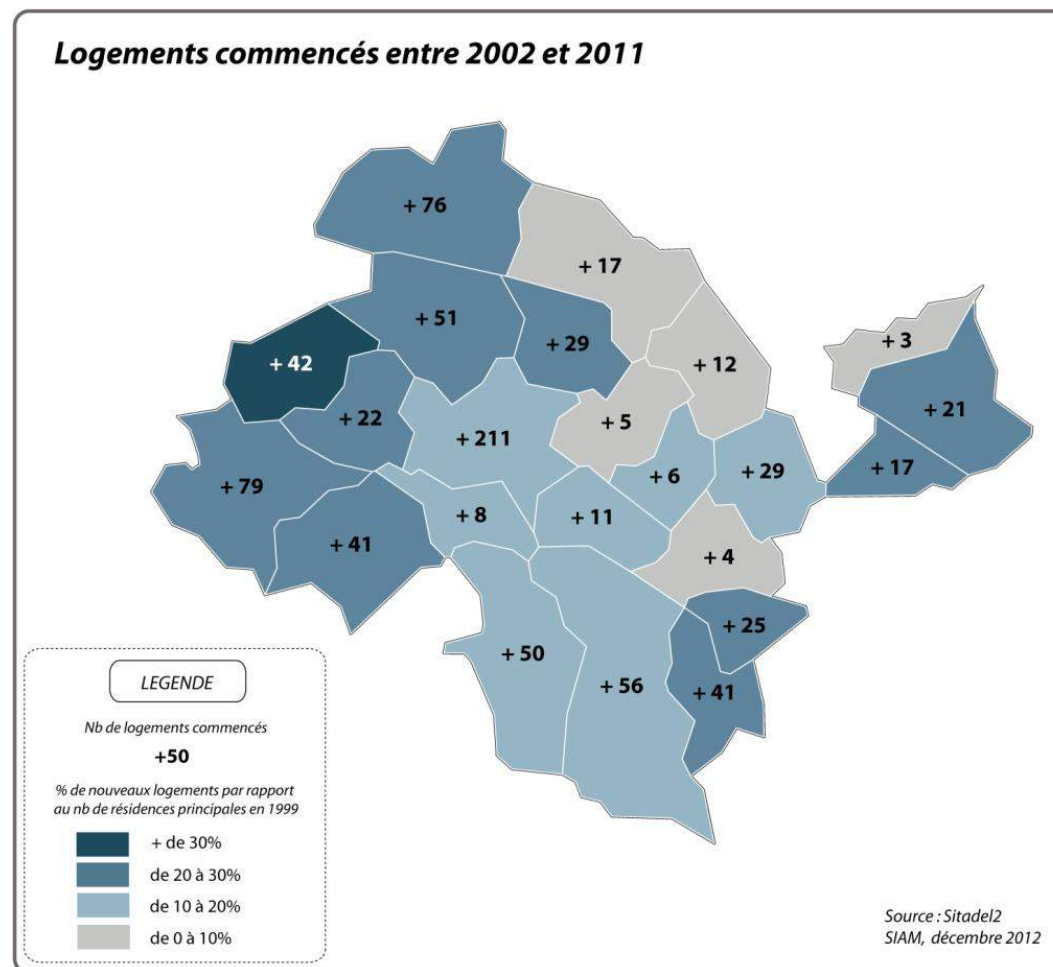 Logements commencés entre 2002 et 2011
+ 76
+ 17
+ 51
+ 29
+ 3
+ 42
+ 12
+ 21
+ 22
+ 5
+ 211
+ 17
+ 29
+ 6
+ 79
+ 8
+ 11
+ 41
+ 4
+ 25
+ 50
+ 56
+ 41
LEGENDE
Nb de logements commencés
+50
% de nouveaux logements par rapport
au nb de résidences principales en 1999
+ de 30%
de 20 à 30%
de 10 à 20%
de 0 à 10%
Source : Sitadel2
SIAM, décembre 2012